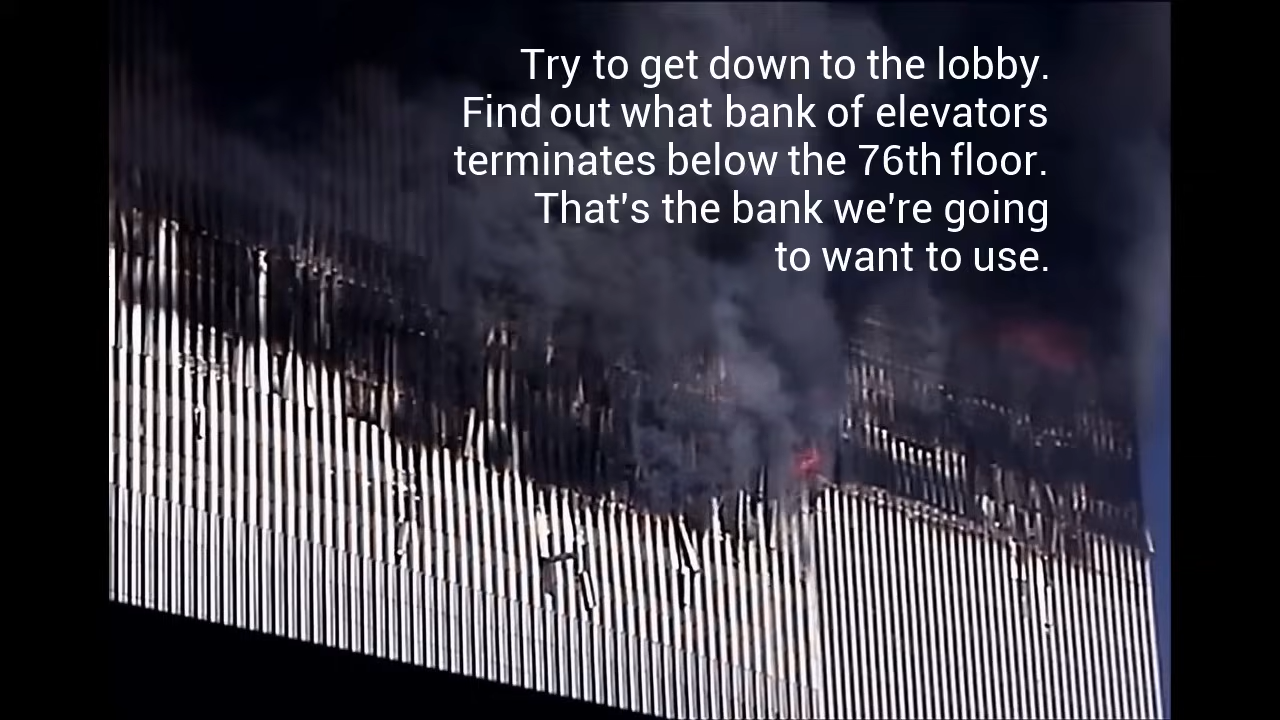 Try to get down to the lobby.
Find out what bank of elevators
terminates below the 76th floor.
That's the bank we're going
to want to use.